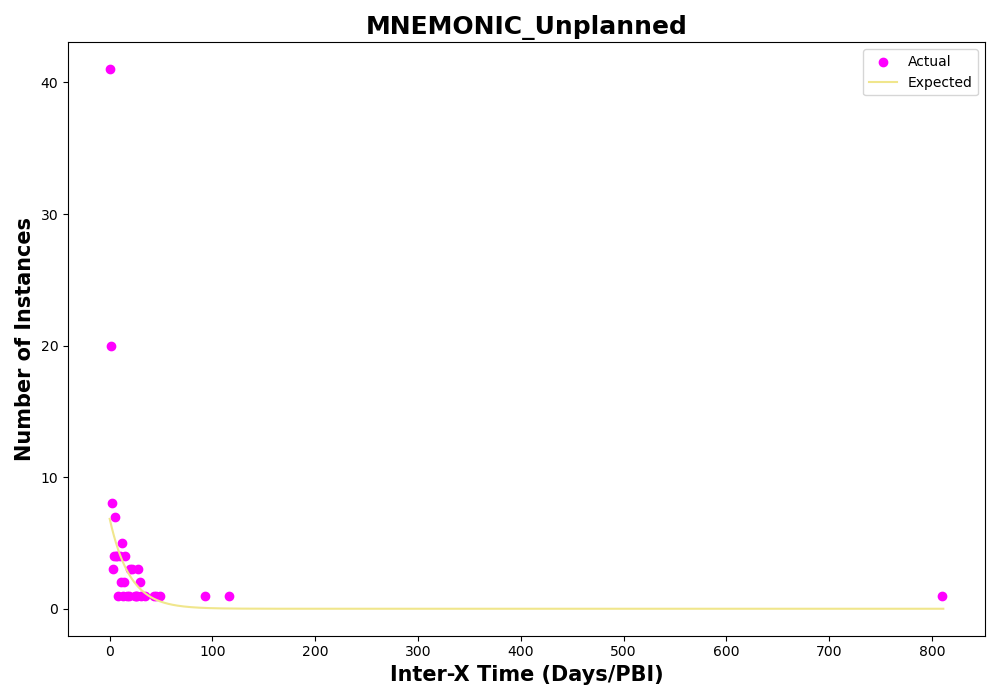 MNEMONIC_Unplanned
Actual
Expected
Number of Instances
40
30
20
10
0
0 100 200 300 400 500 600 700 800
Inter-X Time (Days/PBI)